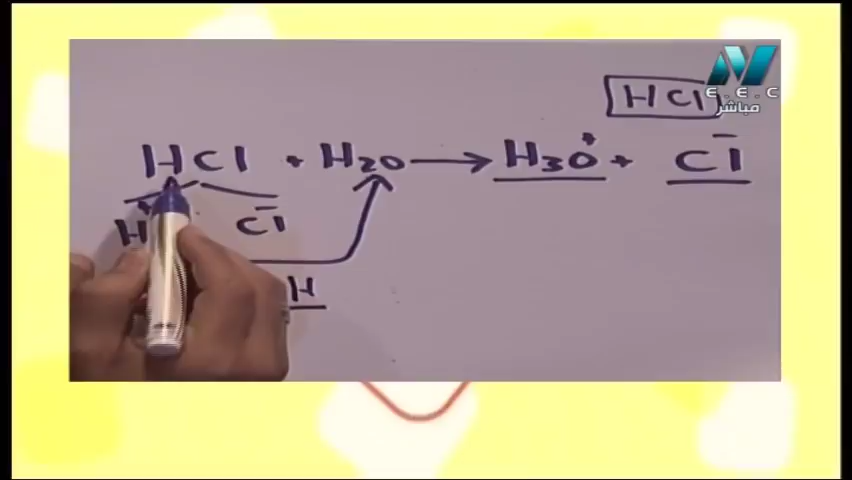 E.E.C
مباشر
HCl
HCl + H2O → H3O+ + Cl−
Cl−
H